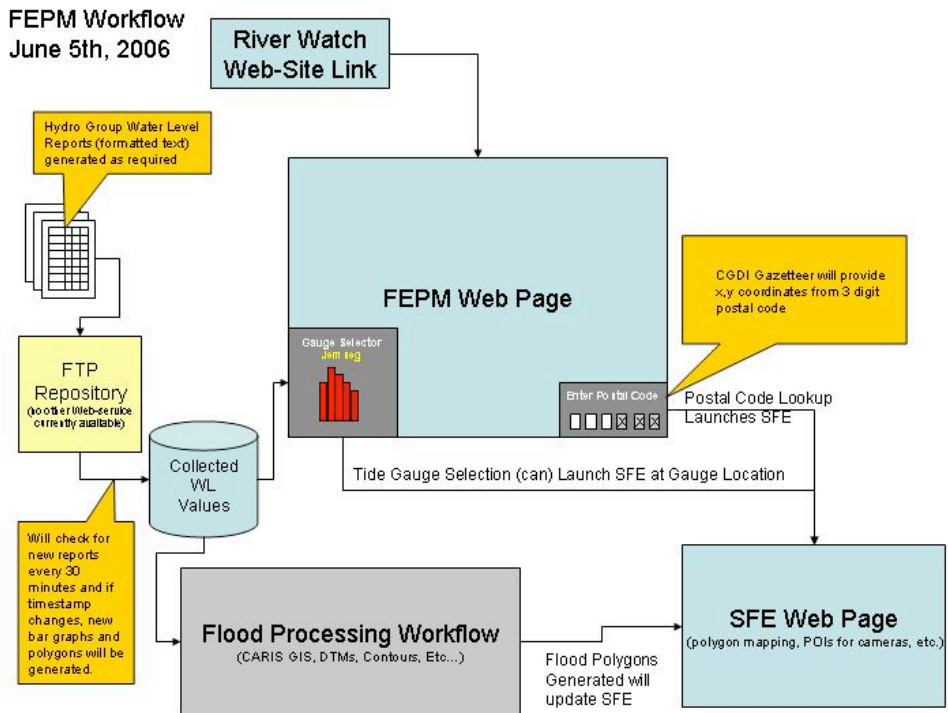 FEPM Workflow
June 5th, 2006
River Watch
Web-Site Link
Hydro Group Water Level
Reports (formatted text)
generated as required
FEPM Web Page
CGDI Gazetteer will provide
x,y coordinates from 3 digit
postal code
Gauge Selector
Jem seg
Enter Postal Code
Postal Code Lookup
Launches SFE
FTP
Repository
(no other Web-service
currently available)
Collected
WL
Values
Tide Gauge Selection (can) Launch SFE at Gauge Location
Will check for
new reports
every 30
minutes and if
timestamp
changes, new
bar graphs and
polygons will be
generated.
Flood Processing Workflow
(CARIS GIS, DTMs, Contours, Etc...)
Flood Polygons
Generated will
update SFE
SFE Web Page
(polygon mapping, POIs for cameras, etc.)